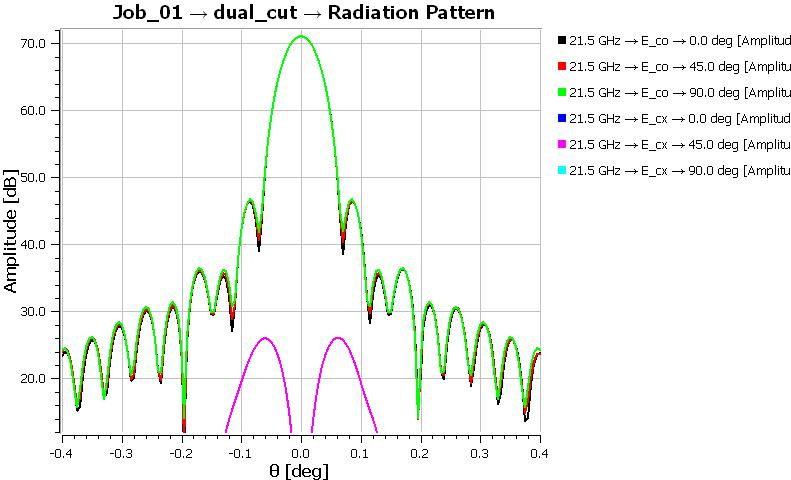 Job_01 → dual_cut → Radiation Pattern
70.0
60.0
50.0
40.0
30.0
20.0
Amplitude [dB]
-0.4 -0.3 -0.2 -0.1 0.0 0.1 0.2 0.3 0.4
θ [deg]
21.5 GHz → E_co → 0.0 deg [Amplitud
21.5 GHz → E_co → 45.0 deg [Amplitu
21.5 GHz → E_co → 90.0 deg [Amplitu
21.5 GHz → E_cx → 0.0 deg [Amplitud
21.5 GHz → E_cx → 45.0 deg [Amplitu
21.5 GHz → E_cx → 90.0 deg [Amplitu